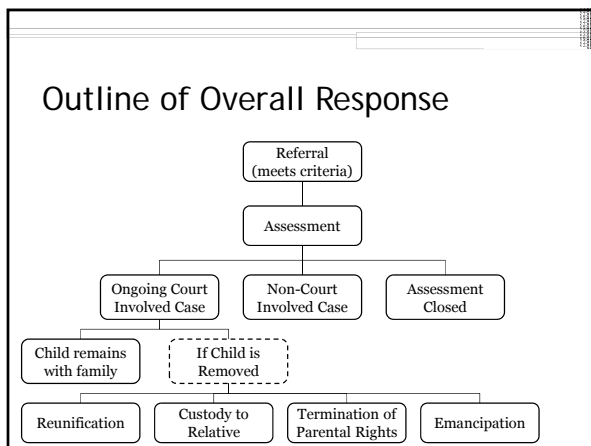 Outline of Overall Response
Referral
(meets criteria)
Assessment
Ongoing Court
Involved Case
Non-Court
Involved Case
Assessment
Closed
Child remains
with family
If Child is
Removed
Reunification
Custody to
Relative
Termination of
Parental Rights
Emancipation